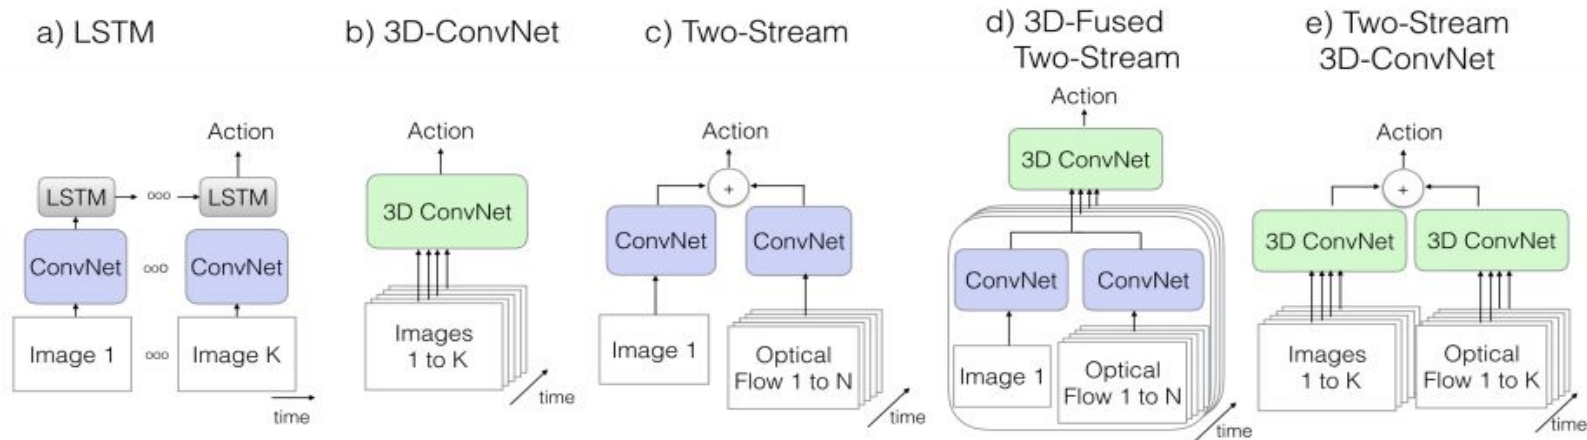 a) LSTM
Action
LSTM
ooo
LSTM
ConvNet
ooo
ConvNet
Image 1
ooo
Image K
time
b) 3D-ConvNet
Action
3D ConvNet
Images
1 to K
time
c) Two-Stream
Action
+
ConvNet
ConvNet
Image 1
Optical
Flow 1 to N
time
d) 3D-Fused
Two-Stream
Action
3D ConvNet
ConvNet
ConvNet
Image 1
Optical
Flow 1 to N
time
e) Two-Stream
3D-ConvNet
Action
+
3D ConvNet
3D ConvNet
Images
1 to K
Optical
Flow 1 to K
time